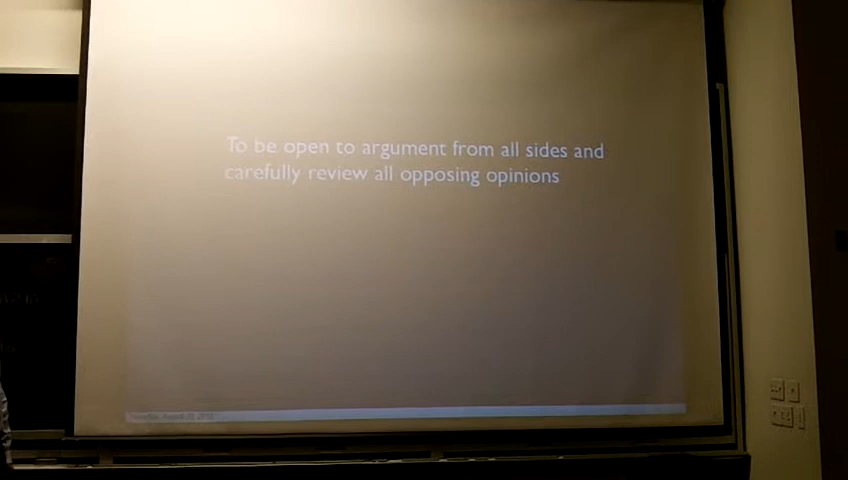 To be open to argument from all sides and
carefully review all opposing opinions